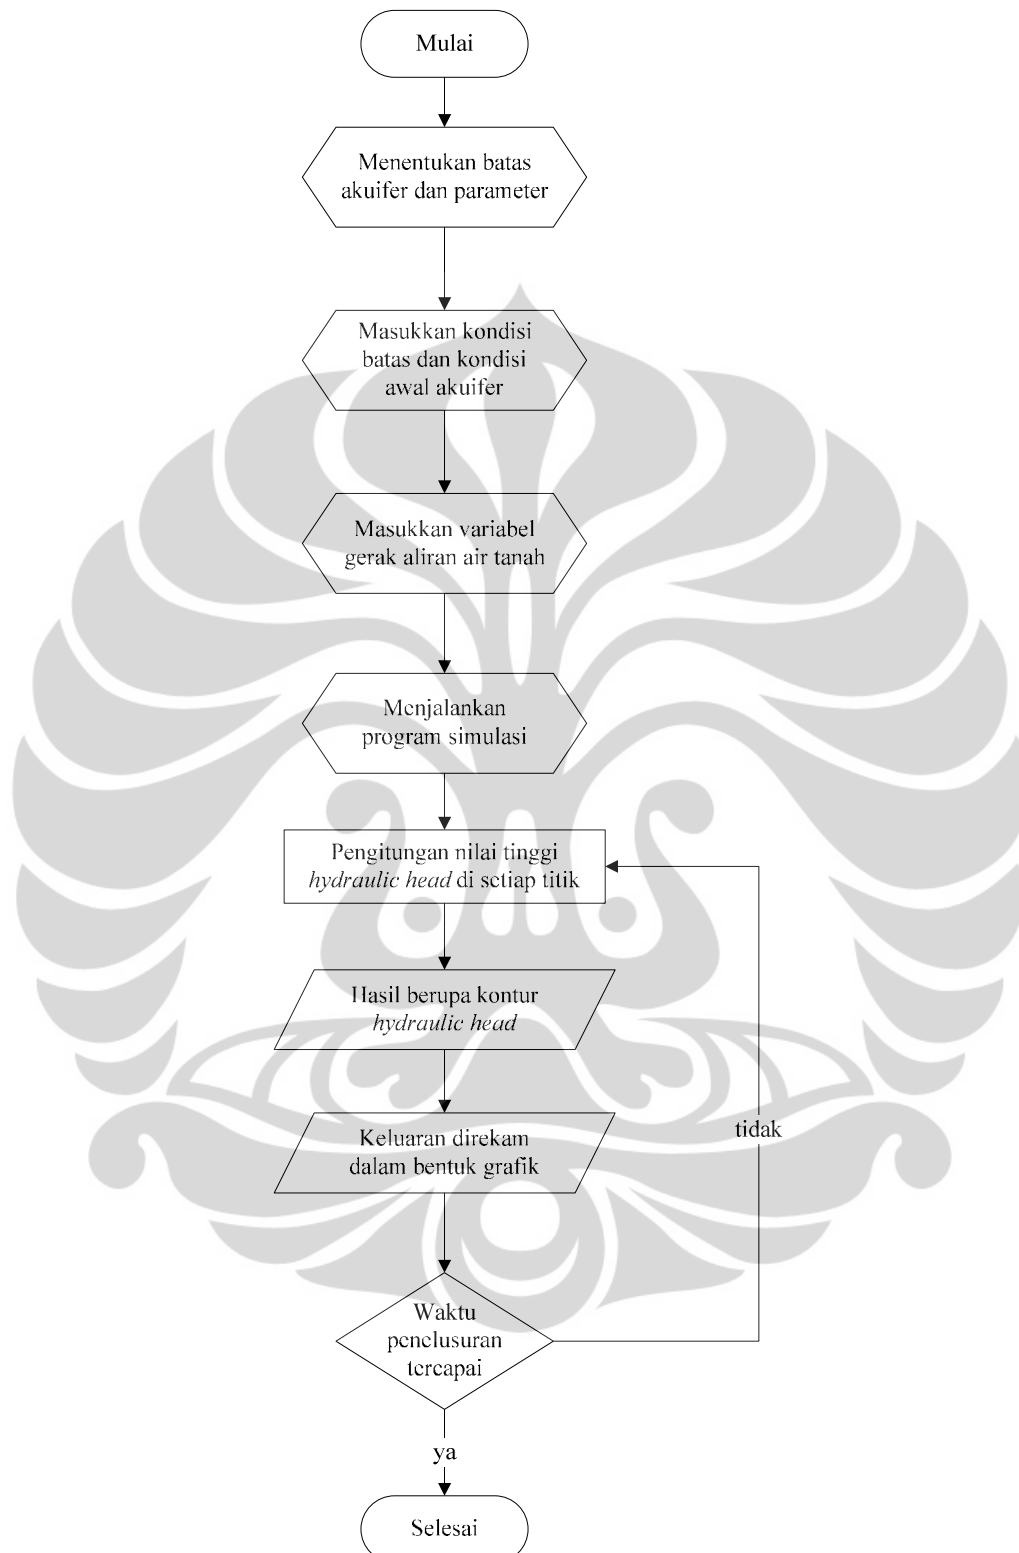 Mulai
Menentukan batas
akuifer dan parameter
Masukkan kondisi
batas dan kondisi
awal akuifer
Masukkan variabel
gerak aliran air tanah
Menjalankan
program simulasi
Pengitungan nilai tinggi
hydraulic head di setiap titik
Hasil berupa kontur
hydraulic head
Keluaran direkam
dalam bentuk grafik
tidak
Waktu
penelusuran
tercapai
ya
Selesai